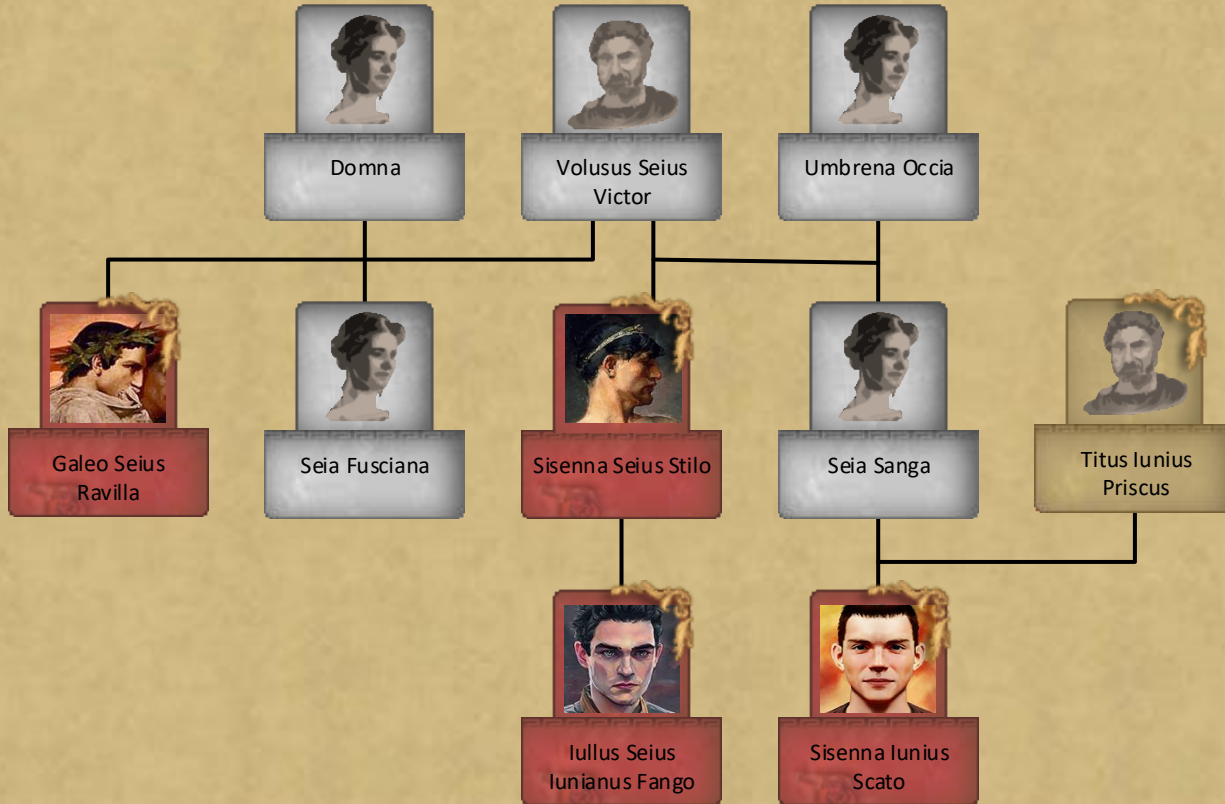 Domna
Volusus Seius
Victor
Umbrena Occia
Galeo Seius
Ravilla
Seia Fusciana
Sisenna Seius Stilo
Seia Sanga
Titus Iunius
Priscus
Iullus Seius
Iunianus Fango
Sisenna Iunius
Scato